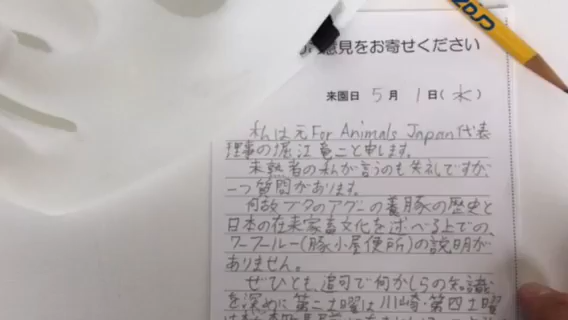 意見をお寄せください
来園日 5月 1日(水)
私は元For Animals Japan代表
理事の堀江竜二と申します。
未熟者の私が言うのも失礼ですが、
一つ質問があります。
何故ブタのアグーの養豚の歴史と
日本の在来家畜文化を述べる上での、
ワーフールー(豚小屋便所)の説明が
ありません。
ぜひとも、追可で何かしらの知識
を深めに第二土曜は川崎・第四土曜